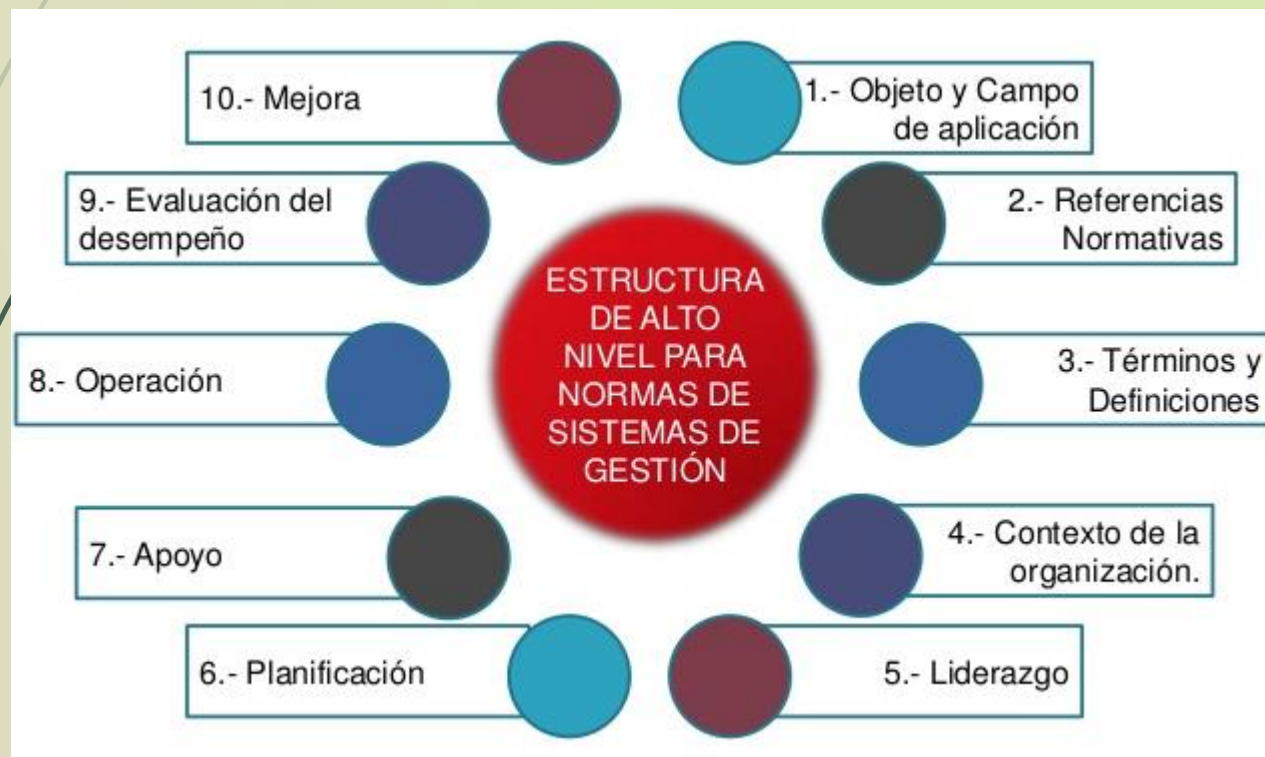 ESTRUCTURA
DE ALTO
NIVEL PARA
NORMAS DE
SISTEMAS DE
GESTIÓN
1.- Objeto y Campo
de aplicación
2.- Referencias
Normativas
3.- Términos y
Definiciones
4.- Contexto de la
organización.
5.- Liderazgo
6.- Planificación
7.- Apoyo
8.- Operación
9.- Evaluación del
desempeño
10.- Mejora